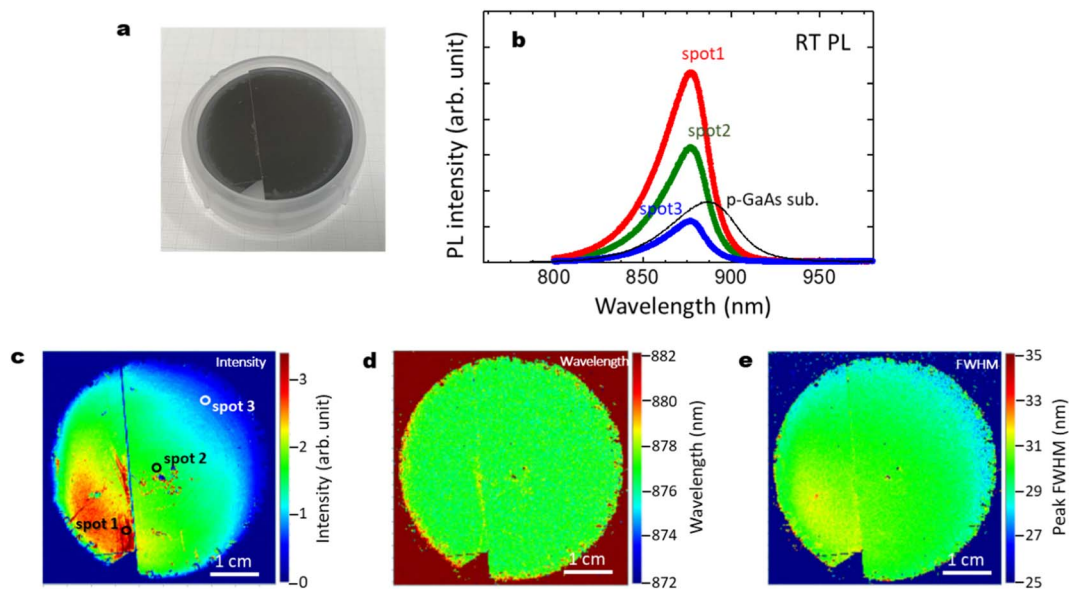 a
b
RT PL
spot1
spot2
spot3
p-GaAs sub.
PL intensity (arb. unit)
800
850
900
950
Wavelength (nm)
c
Intensity
spot 3
spot 2
spot 1
1 cm
3
2
1
0
Intensity (arb. unit)
d
Wavelength
1 cm
882
880
878
876
874
872
Wavelength (nm)
e
FWHM
1 cm
35
33
31
29
27
26
25
Peak FWHM (nm)